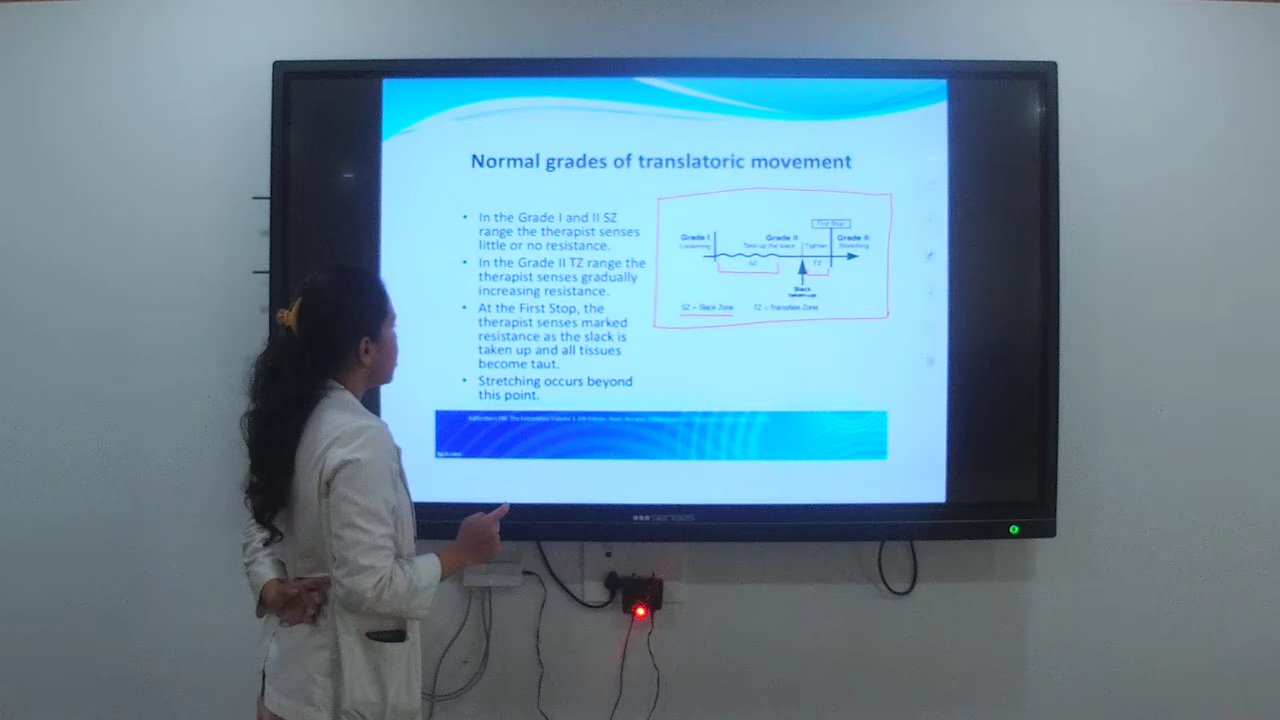 Normal grades of translatoric movement
• In the Grade I and II SZ
range the therapist senses
little or no resistance.
• In the Grade II TZ range the
therapist senses gradually
increasing resistance.
• At the First Stop, the
therapist senses marked
resistance as the slack is
taken up and all tissues
become taut.
• Stretching occurs beyond
this point.
First Stop
Grade I Grade II Grade III
Loosening Take up the slack Tighten Stretching
SZ TZ
Slack
taken-up
SZ = Slack Zone TZ = Transition Zone